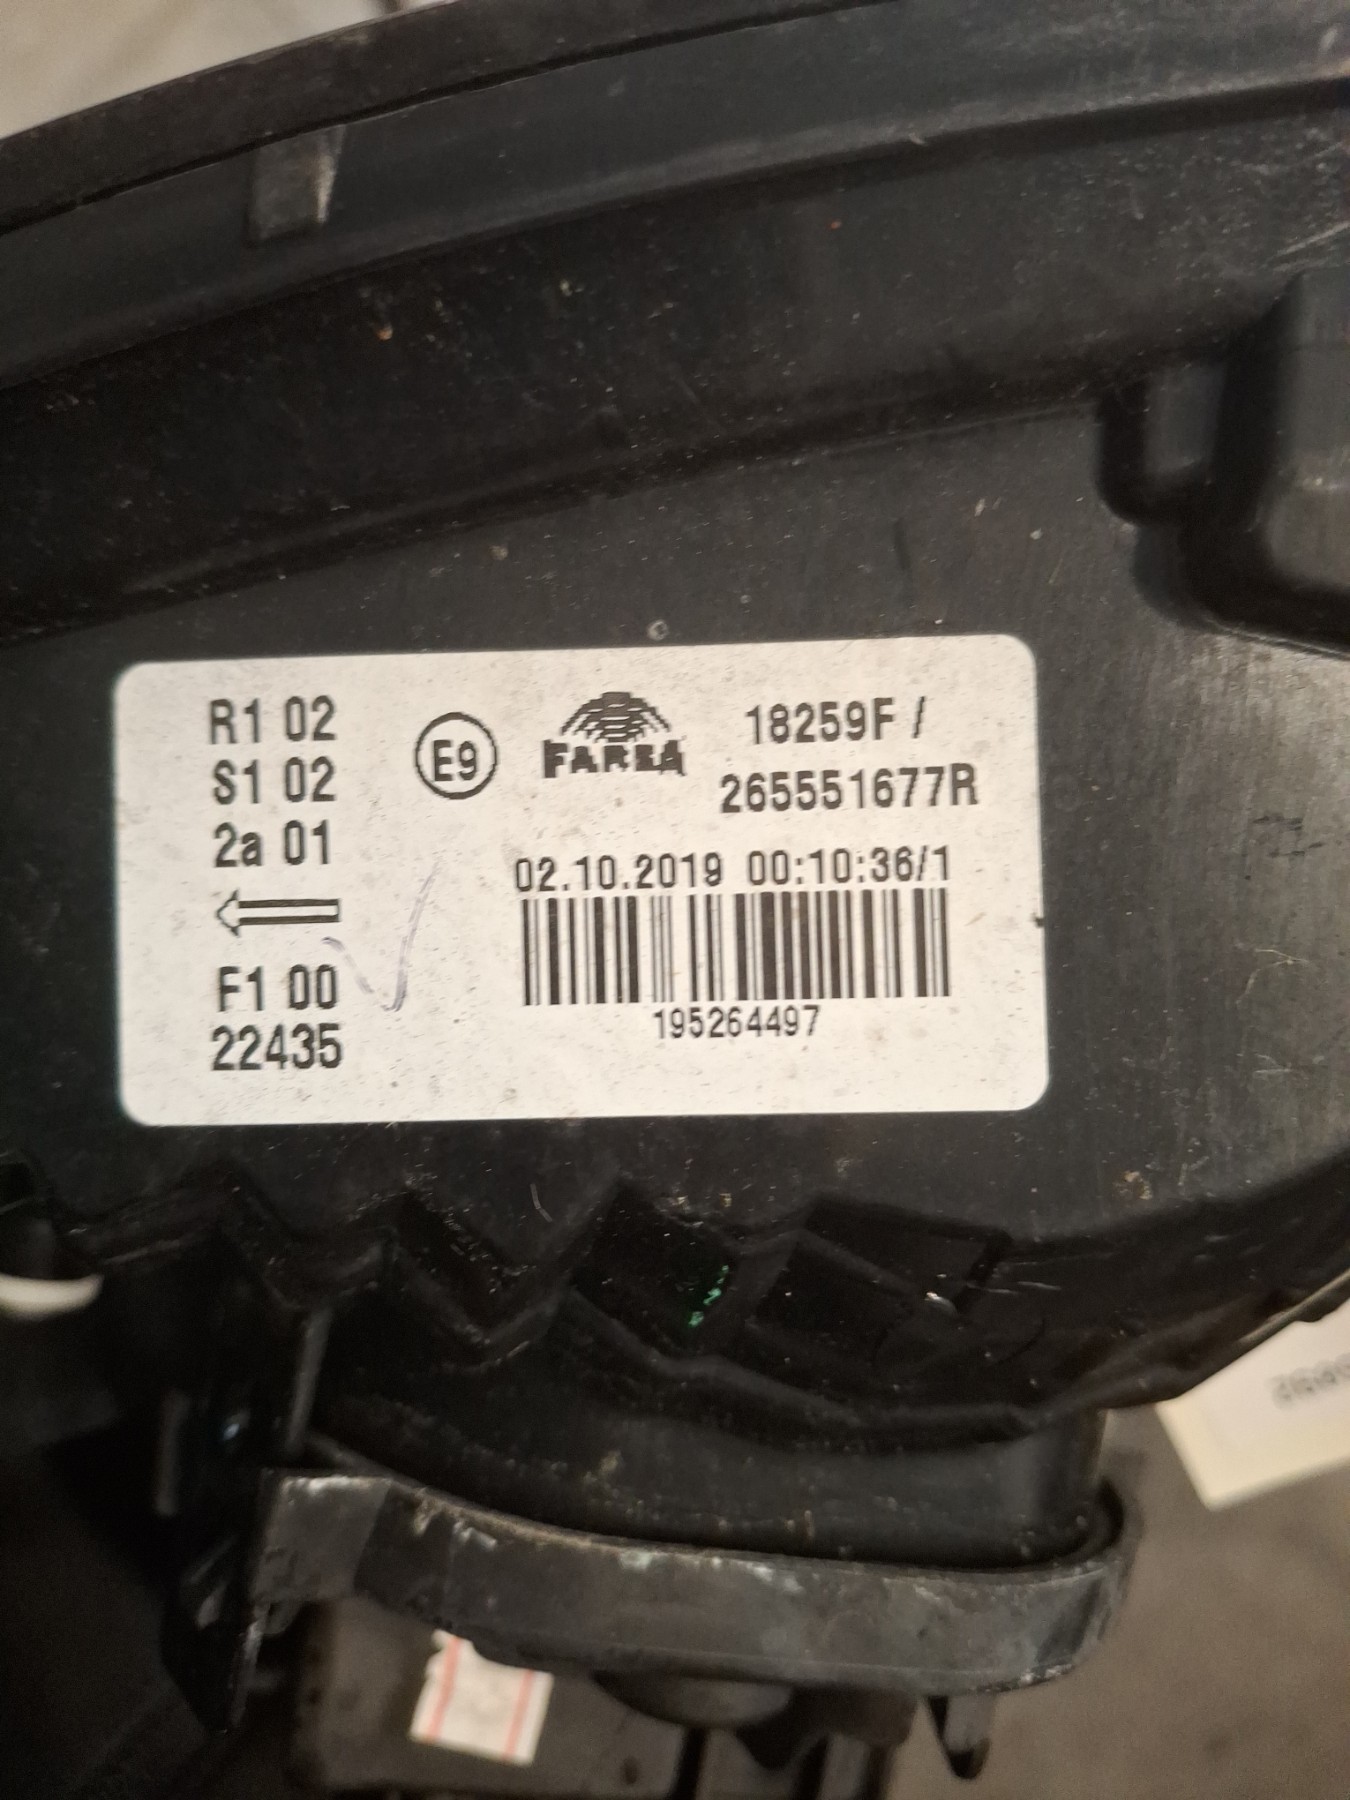 R1 02
S1 02
2a 01
F1 00
22435
E9
FARBA
18259F /
265551677R
02.10.2019 00:10:36/1
195264497